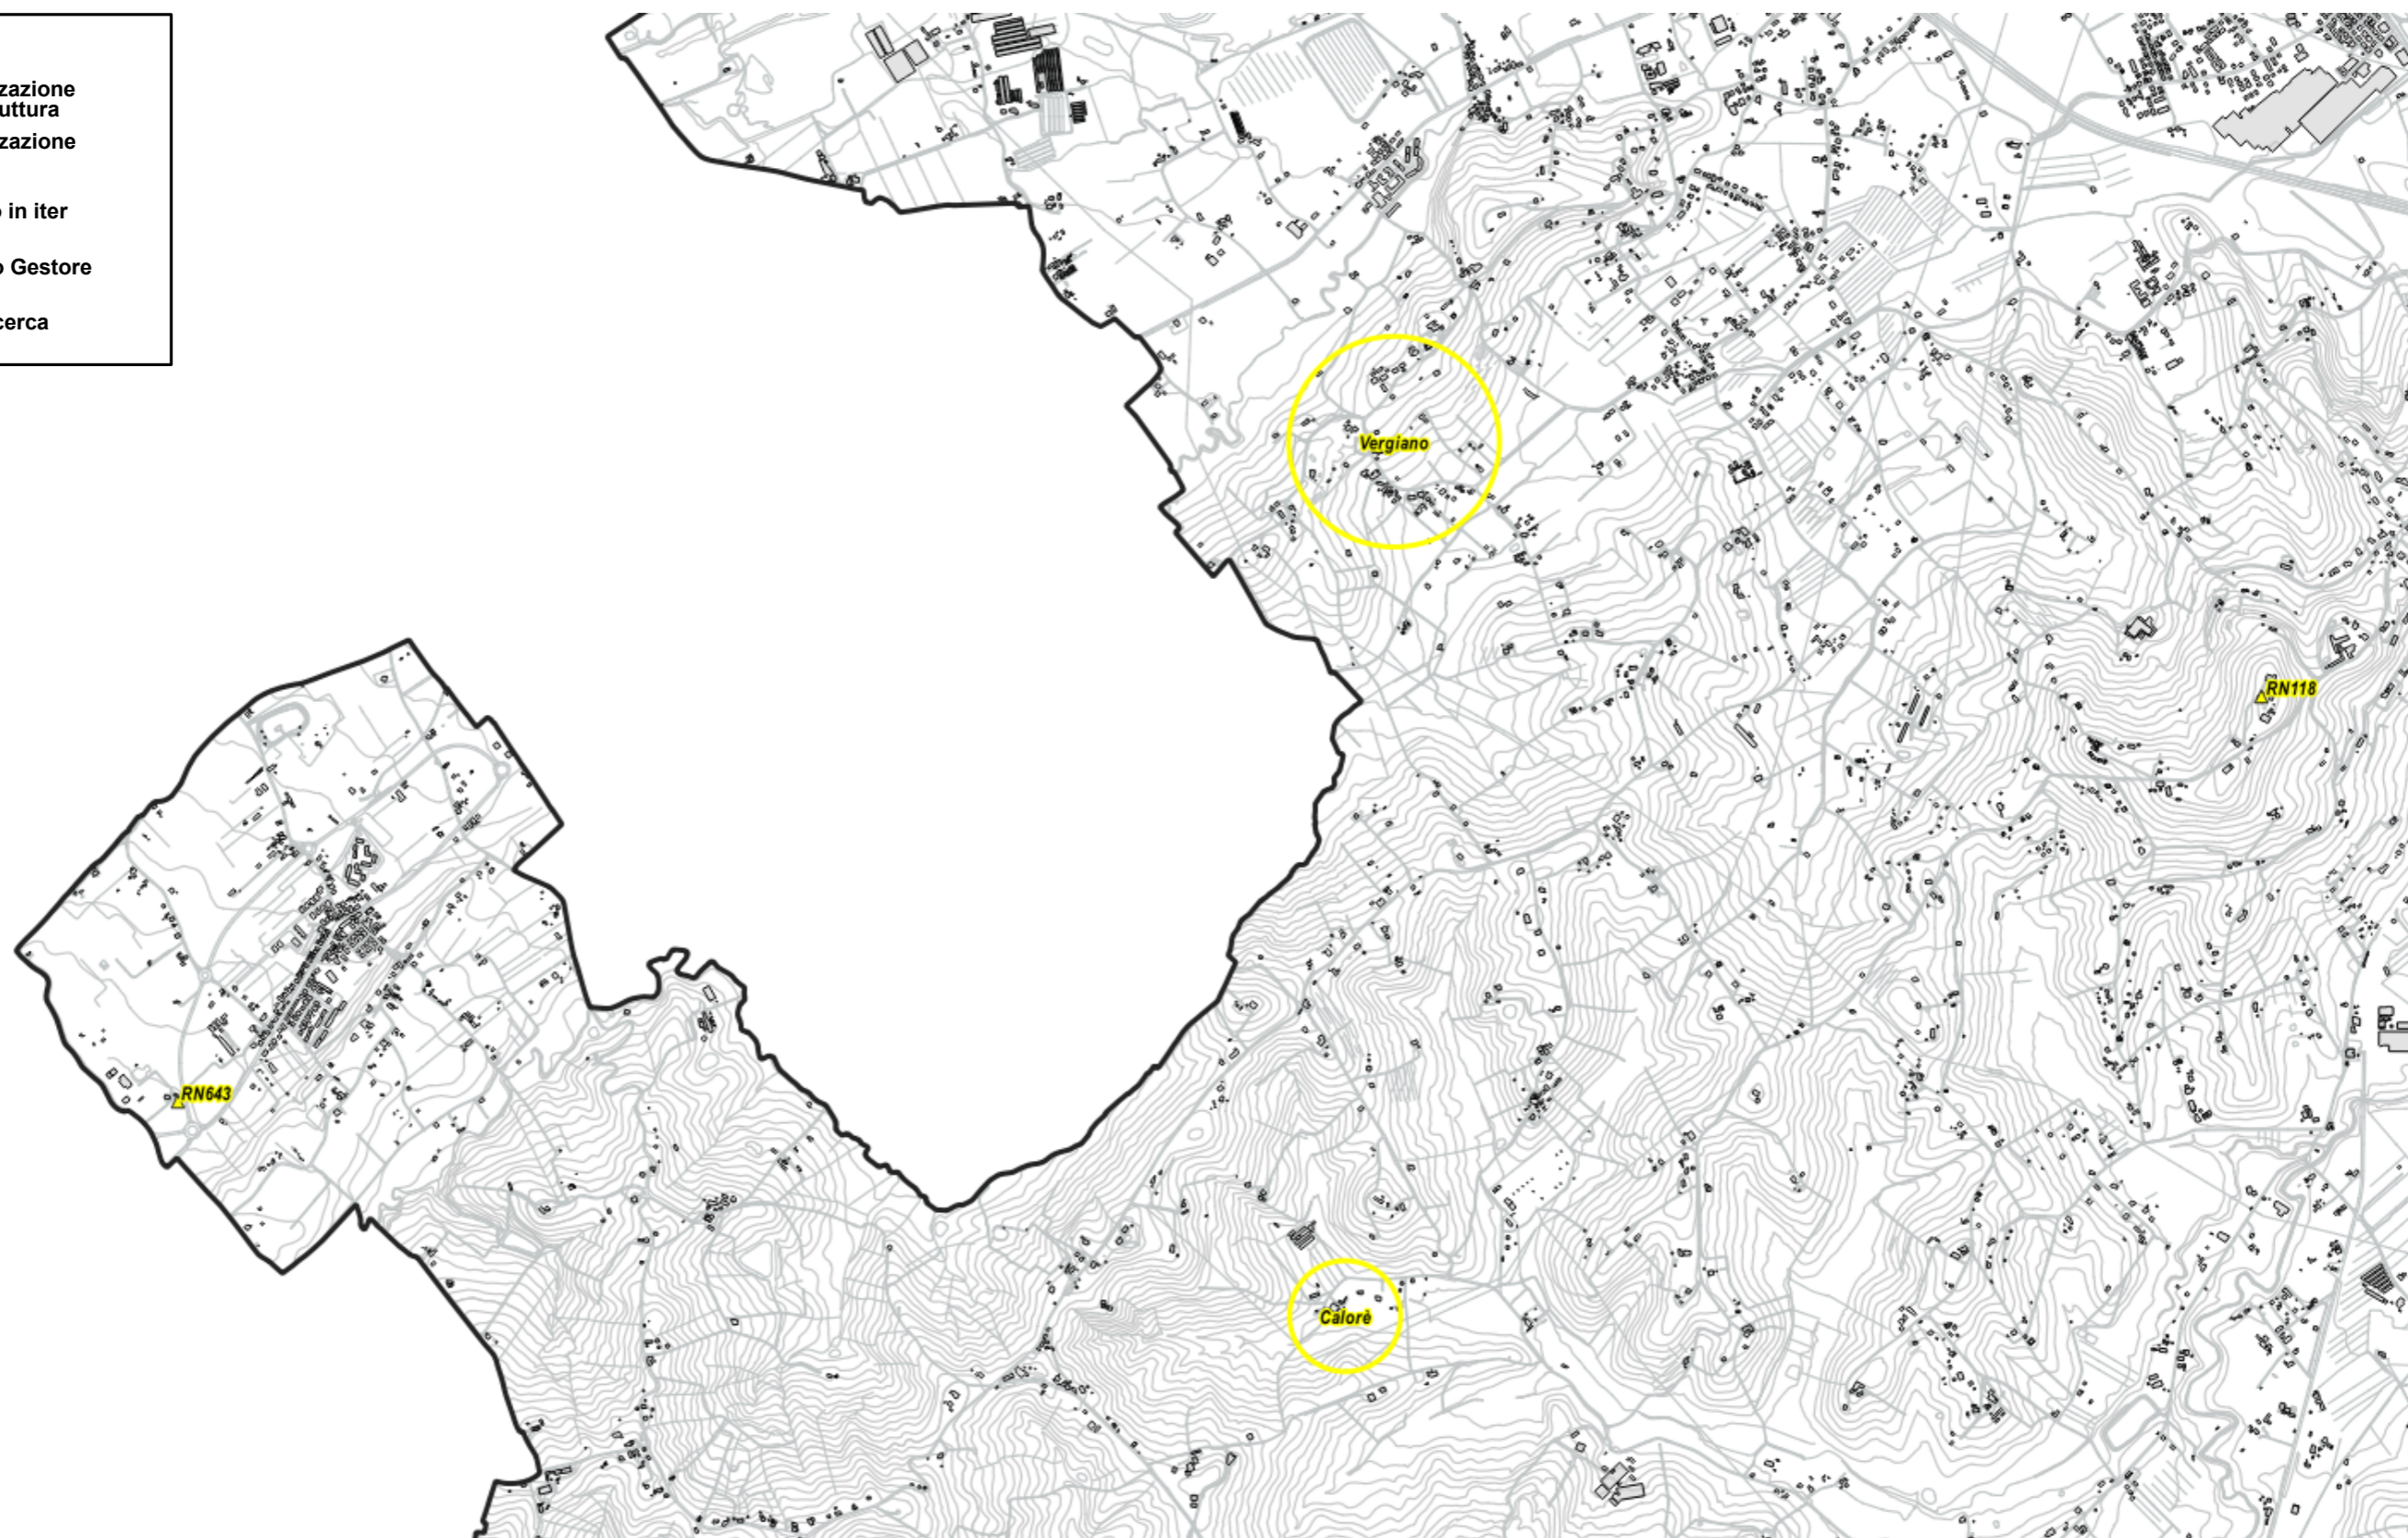 zazione
uttura
zazione
o in iter
o Gestore
cerca
Vergiano
RN118
RN643
Calorè